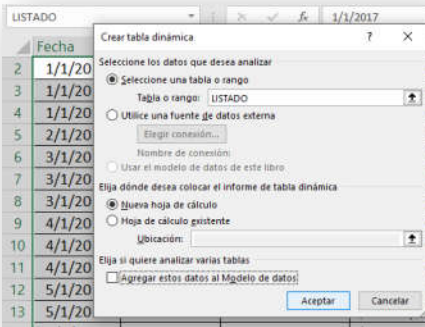 LISTADO fx 1/1/2017
Fecha
2 1/1/20
3 1/1/20
4 1/1/20
5 2/1/20
6 3/1/20
7 3/1/20
8 3/1/20
9 4/1/20
10 4/1/20
11 4/1/20
12 5/1/20
13 5/1/20
Crear tabla dinámica ? ×
Seleccione los datos que desea analizar
Seleccione una tabla o rango
Tabla o rango: LISTADO
Utilice una fuente de datos externa
Elegir conexión...
Nombre de conexión:
Usar el modelo de datos de este libro
Elija dónde desea colocar el informe de tabla dinámica
Nueva hoja de cálculo
Hoja de cálculo existente
Ubicación:
Elija si quiere analizar varias tablas
Agregar estos datos al Modelo de datos
Aceptar Cancelar